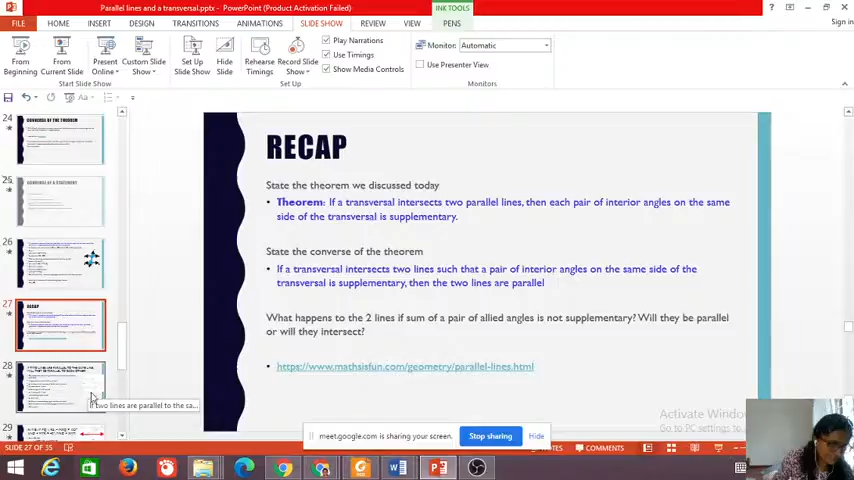 Parallel lines and a transversal.pptx - PowerPoint (Product Activation Failed)
INK TOOLS
FILE HOME INSERT DESIGN TRANSITIONS ANIMATIONS SLIDE SHOW REVIEW VIEW PENS
Sign in
From Beginning
From Current Slide
Present Online
Custom Slide Show
Start Slide Show
Set Up Slide Show
Hide Slide
Rehearse Timings
Record Slide Show
Play Narrations
Use Timings
Show Media Controls
Set Up
Monitor: Automatic
Use Presenter View
Monitors
24
CONVERSE OF THE THEOREM
25
CONVERSE OF A STATEMENT
26
27
RECAP
28
If two lines are parallel to the sa...
29
RECAP
State the theorem we discussed today
• Theorem: If a transversal intersects two parallel lines, then each pair of interior angles on the same
side of the transversal is supplementary.
State the converse of the theorem
• If a transversal intersects two lines such that a pair of interior angles on the same side of the
transversal is supplementary, then the two lines are parallel
What happens to the 2 lines if sum of a pair of allied angles is not supplementary? Will they be parallel
or will they intersect?
• https://www.mathsisfun.com/geometry/parallel-lines.html
Activate Window
Go to PC settings to
meet.google.com is sharing your screen. Stop sharing Hide
SLIDE 27 OF 35
NOTES COMMENTS